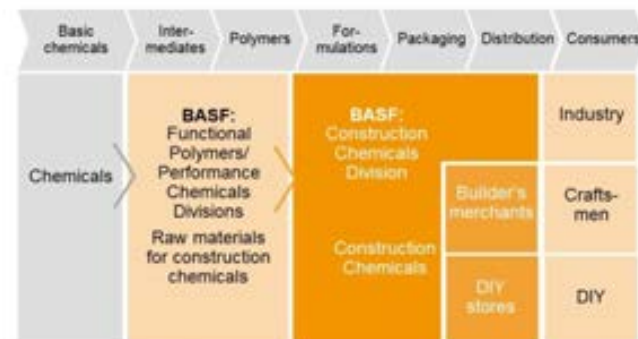 Basic
chemicals
Inter-
mediates
Polymers
For-
mulations
Packaging
Distribution
Consumers
Chemicals
BASF:
Functional
Polymers/
Performance
Chemicals
Divisions
Raw materials
for construction
chemicals
BASF:
Construction
Chemicals
Division
Construction
Chemicals
Builder's
merchants
DIY
stores
Industry
Crafts-
men
DIY